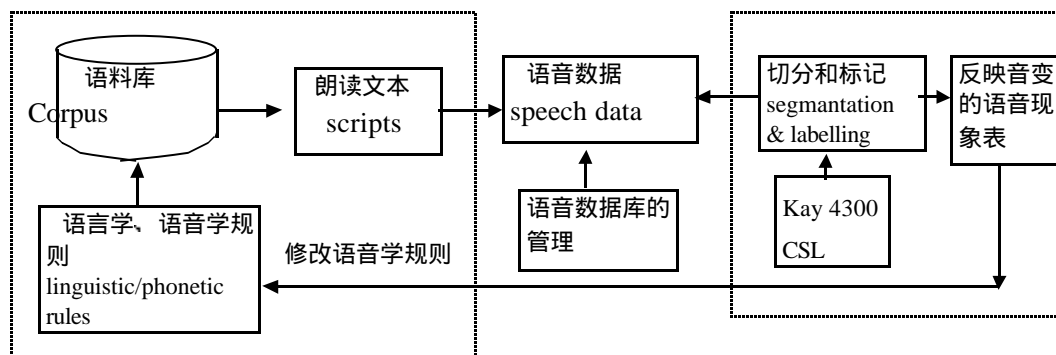 语料库
Corpus
朗读文本
scripts
语音数据
speech data
切分和标记
segmantation
& labelling
反映音变
的语音现
象表
语言学、语音学规
则
linguistic/phonetic
rules
修改语音学规则
语音数据库的
管理
Kay 4300
CSL